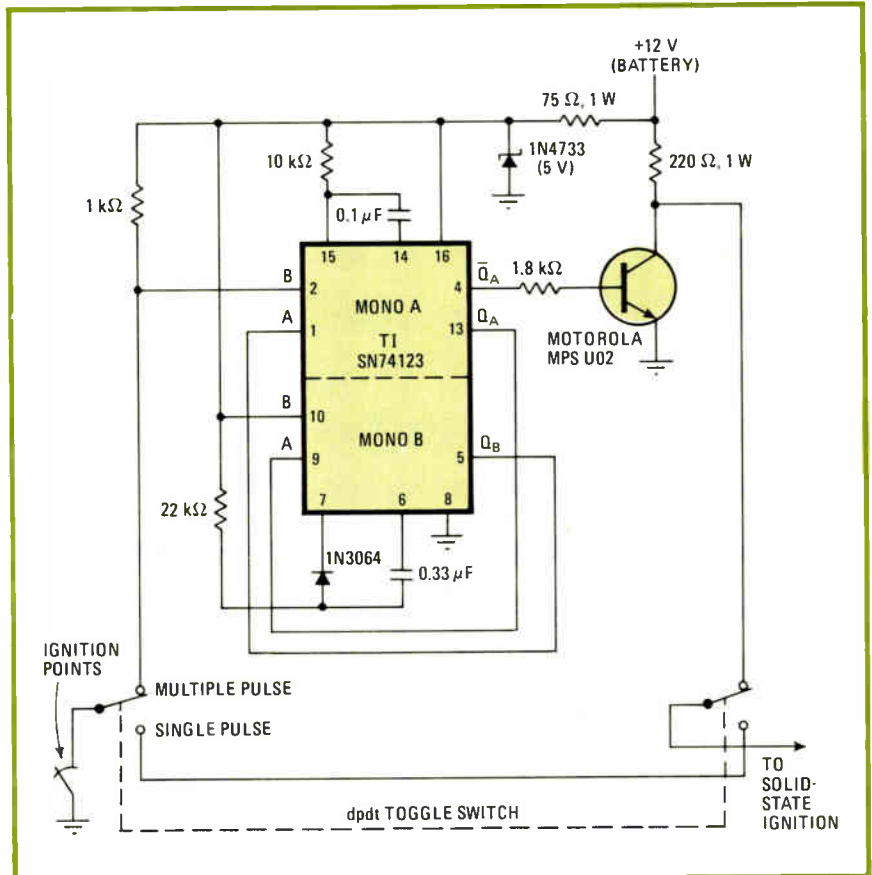 +12 V
(BATTERY)
75 Ω, 1 W
1N4733
(5 V)
220 Ω, 1 W
10 kΩ
0.1 µF
1 kΩ
15
14
16
B
2
A
1
MONO A
TI
SN74123
4
Q̅A
1.8 kΩ
13
QA
MOTOROLA
MPS U02
B
10
A
9
MONO B
5
QB
22 kΩ
7
6
8
1N3064
0.33 µF
IGNITION
POINTS
MULTIPLE PULSE
SINGLE PULSE
dpdt TOGGLE SWITCH
TO
SOLID-
STATE
IGNITION